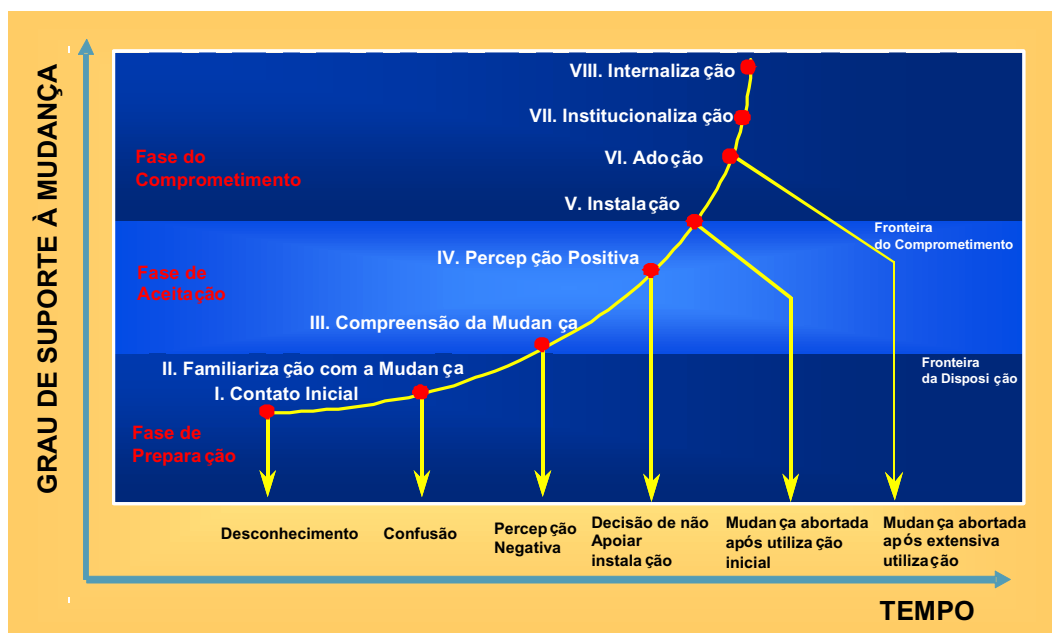 GRAU DE SUPORTE À MUDANÇA
VIII. Internaliza ção
VII. Institucionaliza ção
VI. Ado ção
V. Instala ção
IV. Percep ção Positiva
III. Compreensão da Mudan ça
II. Familiariza ção com a Mudan ça
I. Contato Inicial
Fase do
Comprometimento
Fase de
Aceitação
Fase de
Prepara ção
Fronteira
do Comprometimento
Fronteira
da Disposi ção
Desconhecimento
Confusão
Percep ção
Negativa
Decisão de não
Apoiar
instala ção
Mudan ça abortada
após utiliza ção
inicial
Mudan ça abortada
após extensiva
utilização
TEMPO